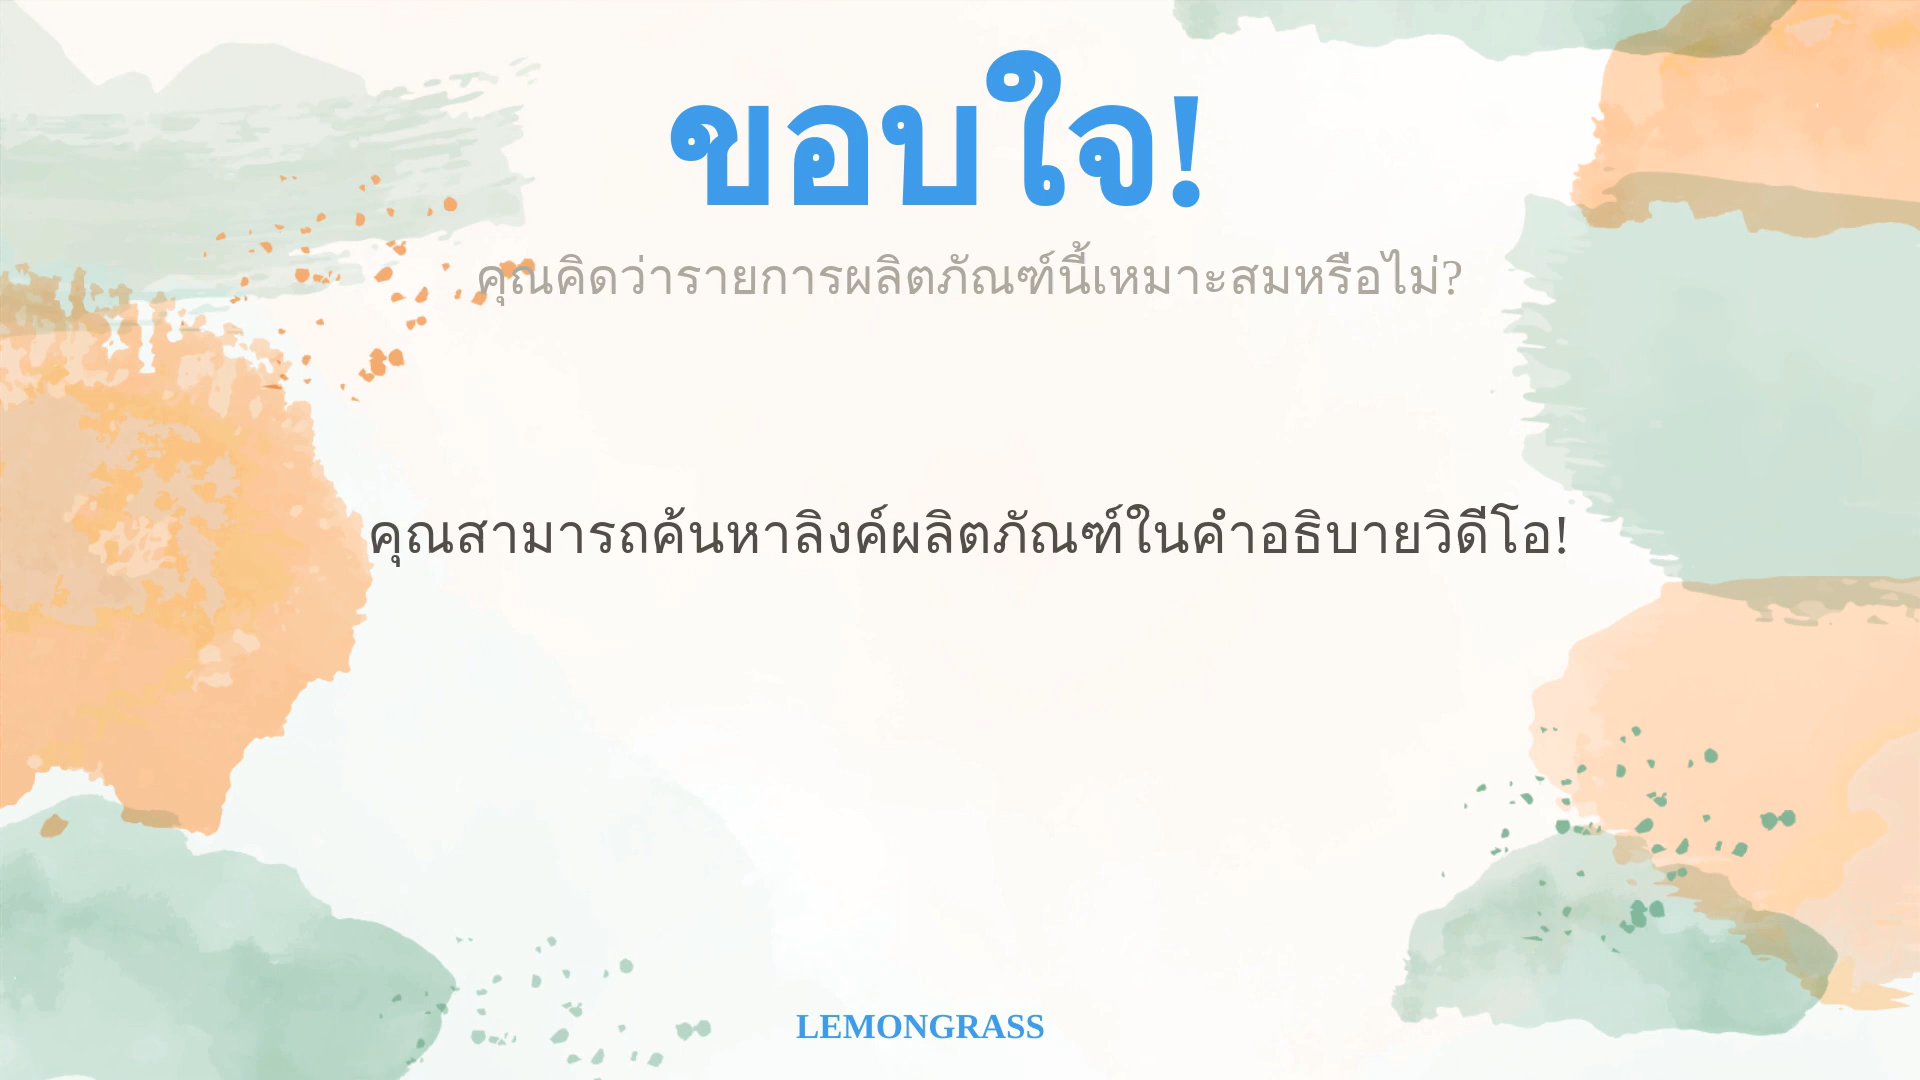 ขอบใจ!
คุณคิดว่ารายการผลิตภัณฑ์นี้เหมาะสมหรือไม่?
คุณสามารถค้นหาลิงค์ผลิตภัณฑ์ในคำอธิบายวิดีโอ!
LEMONGRASS